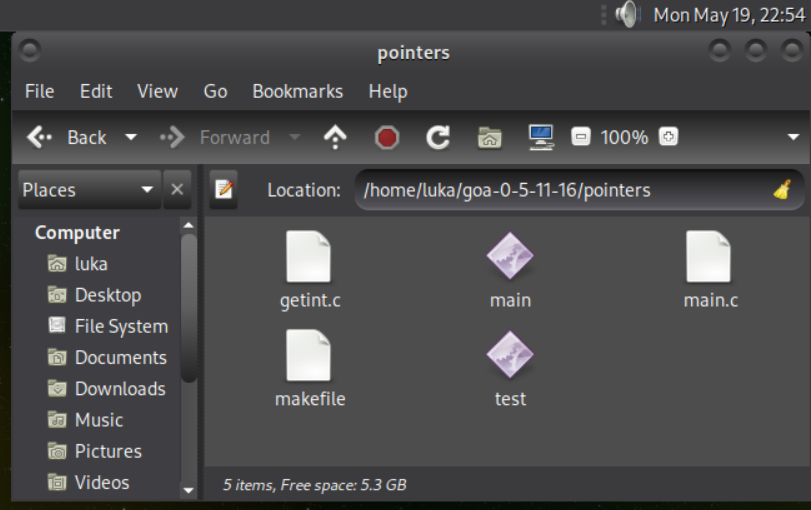 Mon May 19, 22:54
pointers
File Edit View Go Bookmarks Help
Back Forward 100%
Places Location: /home/luka/goa-0-5-11-16/pointers
Computer
luka
Desktop
File System
Documents
Downloads
Music
Pictures
Videos
getint.c main main.c
makefile test
5 items, Free space: 5.3 GB